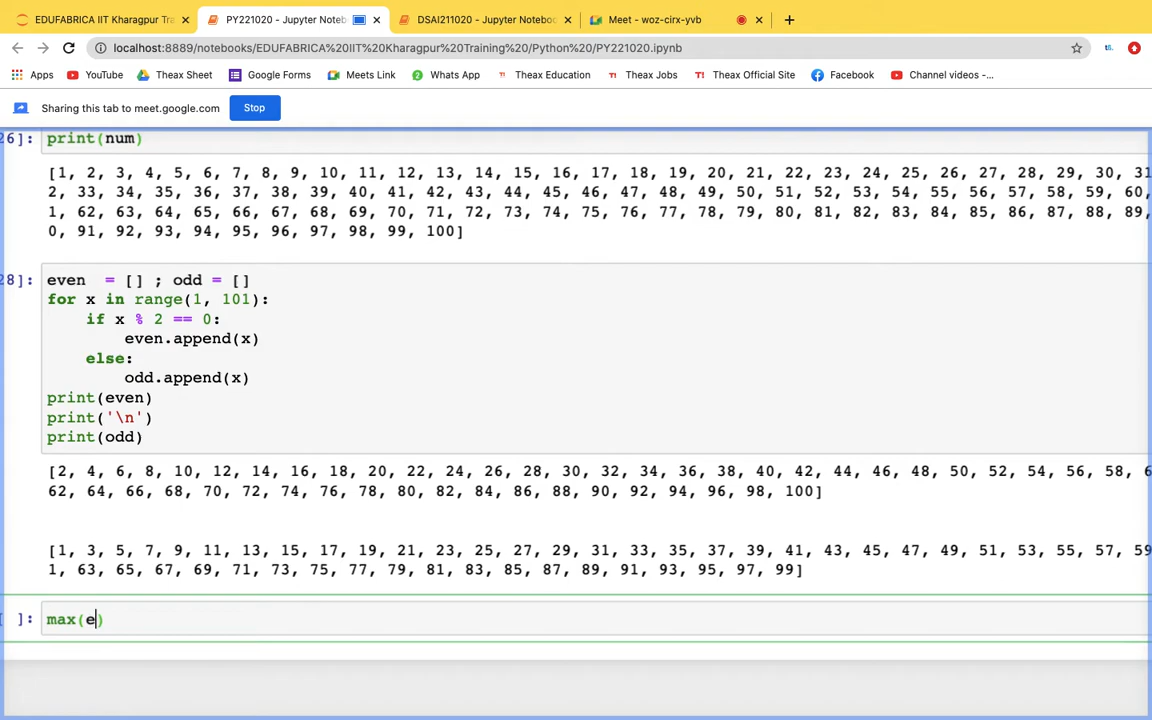 EDUFABRICA IIT Kharagpur Tra
PY221020 - Jupyter Noteb
DSAI211020 - Jupyter Noteboo
Meet - woz-cirx-yvb
localhost:8889/notebooks/EDUFABRICA%20IIT%20Kharagpur%20Training%20/Python%20/PY221020.ipynb
Apps YouTube Theax Sheet Google Forms Meets Link Whats App Theax Education Theax Jobs Theax Official Site Facebook Channel videos -...
Sharing this tab to meet.google.com Stop
26]: print(num)
[1, 2, 3, 4, 5, 6, 7, 8, 9, 10, 11, 12, 13, 14, 15, 16, 17, 18, 19, 20, 21, 22, 23, 24, 25, 26, 27, 28, 29, 30, 31
2, 33, 34, 35, 36, 37, 38, 39, 40, 41, 42, 43, 44, 45, 46, 47, 48, 49, 50, 51, 52, 53, 54, 55, 56, 57, 58, 59, 60,
1, 62, 63, 64, 65, 66, 67, 68, 69, 70, 71, 72, 73, 74, 75, 76, 77, 78, 79, 80, 81, 82, 83, 84, 85, 86, 87, 88, 89,
0, 91, 92, 93, 94, 95, 96, 97, 98, 99, 100]
28]: even  = [] ; odd = []
for x in range(1, 101):
    if x % 2 == 0:
        even.append(x)
    else:
        odd.append(x)
print(even)
print('\n')
print(odd)
[2, 4, 6, 8, 10, 12, 14, 16, 18, 20, 22, 24, 26, 28, 30, 32, 34, 36, 38, 40, 42, 44, 46, 48, 50, 52, 54, 56, 58, 6
62, 64, 66, 68, 70, 72, 74, 76, 78, 80, 82, 84, 86, 88, 90, 92, 94, 96, 98, 100]
[1, 3, 5, 7, 9, 11, 13, 15, 17, 19, 21, 23, 25, 27, 29, 31, 33, 35, 37, 39, 41, 43, 45, 47, 49, 51, 53, 55, 57, 59
1, 63, 65, 67, 69, 71, 73, 75, 77, 79, 81, 83, 85, 87, 89, 91, 93, 95, 97, 99]
[ ]: max(e)